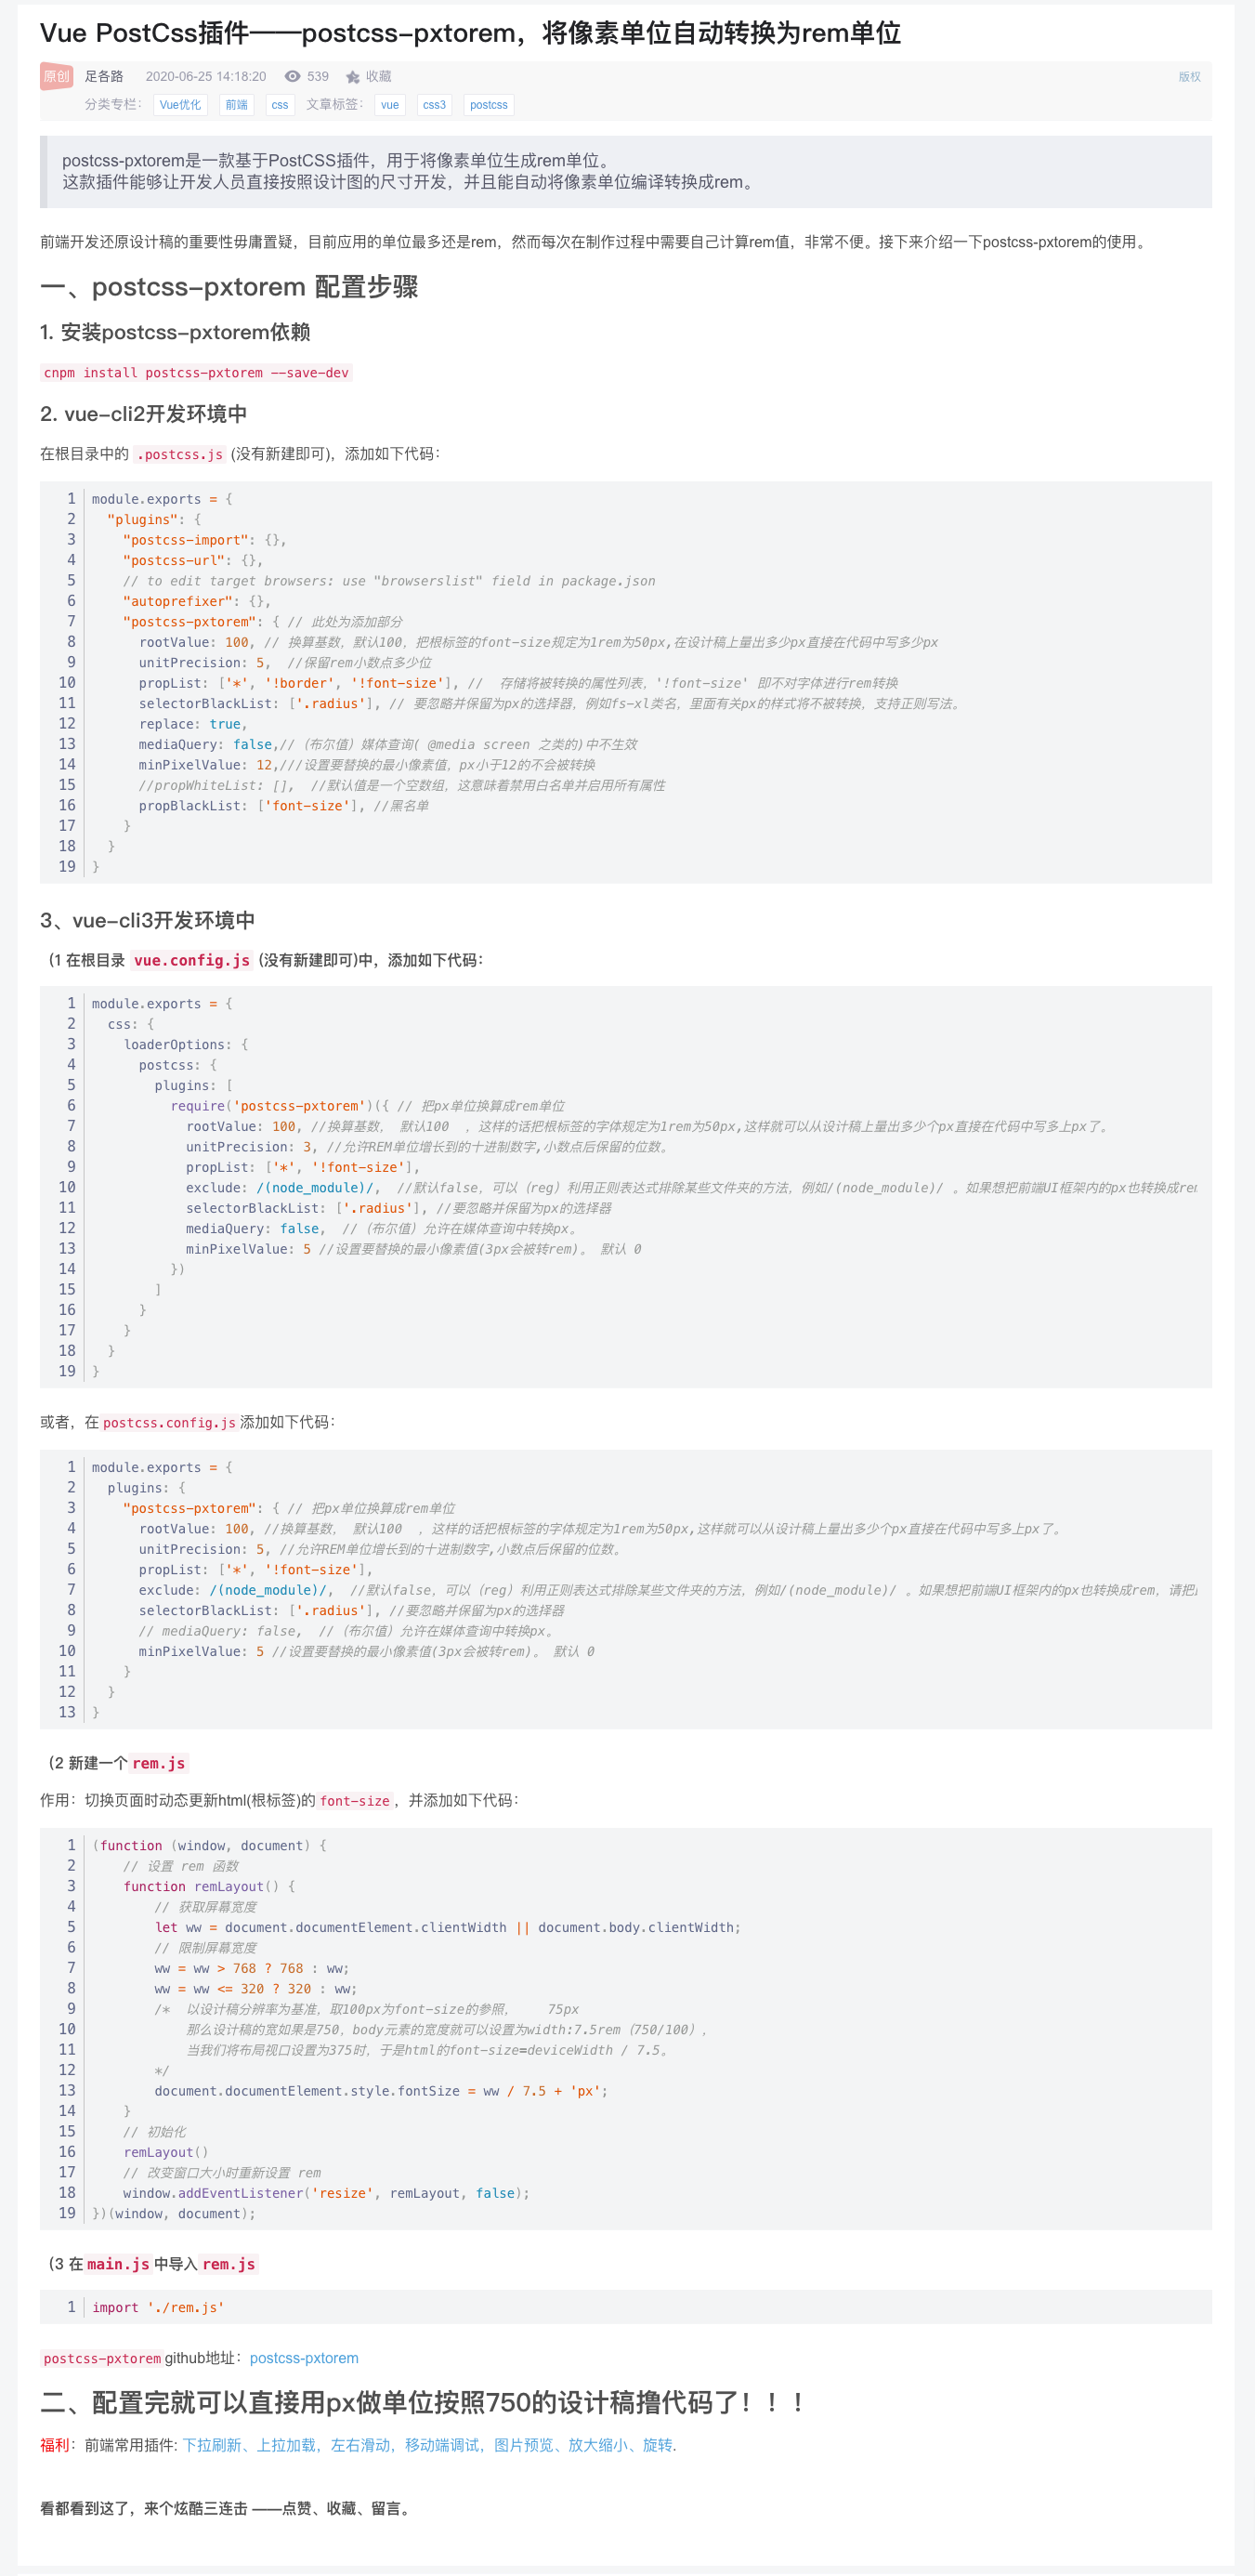 Vue PostCss插件——postcss-pxtorem，将像素单位自动转换为rem单位
原创 足各路 2020-06-25 14:18:20 539 收藏 版权
分类专栏： Vue优化 前端 css 文章标签： vue css3 postcss
postcss-pxtorem是一款基于PostCSS插件，用于将像素单位生成rem单位。
这款插件能够让开发人员直接按照设计图的尺寸开发，并且能自动将像素单位编译转换成rem。
前端开发还原设计稿的重要性毋庸置疑，目前应用的单位最多还是rem，然而每次在制作过程中需要自己计算rem值，非常不便。接下来介绍一下postcss-pxtorem的使用。
一、postcss-pxtorem 配置步骤
1. 安装postcss-pxtorem依赖
cnpm install postcss-pxtorem --save-dev
2. vue-cli2开发环境中
在根目录中的 .postcss.js (没有新建即可)，添加如下代码：
1 module.exports = {
2 "plugins": {
3 "postcss-import": {},
4 "postcss-url": {},
5 // to edit target browsers: use "browserslist" field in package.json
6 "autoprefixer": {},
7 "postcss-pxtorem": { // 此处为添加部分
8 rootValue: 100, // 换算基数，默认100，把根标签的font-size规定为1rem为50px,在设计稿上量出多少px直接在代码中写多少px
9 unitPrecision: 5, //保留rem小数点多少位
10 propList: ['*', '!border', '!font-size'], // 存储将被转换的属性列表，'!font-size' 即不对字体进行rem转换
11 selectorBlackList: ['.radius'], // 要忽略并保留为px的选择器，例如fs-xl类名，里面有关px的样式将不被转换，支持正则写法。
12 replace: true,
13 mediaQuery: false,//（布尔值）媒体查询( @media screen 之类的)中不生效
14 minPixelValue: 12,///设置要替换的最小像素值，px小于12的不会被转换
15 //propWhiteList: [], //默认值是一个空数组，这意味着禁用白名单并启用所有属性
16 propBlackList: ['font-size'], //黑名单
17 }
18 }
19 }
3、vue-cli3开发环境中
（1 在根目录 vue.config.js (没有新建即可)中，添加如下代码：
1 module.exports = {
2 css: {
3 loaderOptions: {
4 postcss: {
5 plugins: [
6 require('postcss-pxtorem')({ // 把px单位换算成rem单位
7 rootValue: 100, //换算基数， 默认100 ，这样的话把根标签的字体规定为1rem为50px,这样就可以从设计稿上量出多少个px直接在代码中写多上px了。
8 unitPrecision: 3, //允许REM单位增长到的十进制数字,小数点后保留的位数。
9 propList: ['*', '!font-size'],
10 exclude: /(node_module)/, //默认false，可以（reg）利用正则表达式排除某些文件夹的方法，例如/(node_module)/ 。如果想把前端UI框架内的px也转换成rem
11 selectorBlackList: ['.radius'], //要忽略并保留为px的选择器
12 mediaQuery: false, //（布尔值）允许在媒体查询中转换px。
13 minPixelValue: 5 //设置要替换的最小像素值(3px会被转rem)。 默认 0
14 })
15 ]
16 }
17 }
18 }
19 }
或者，在 postcss.config.js 添加如下代码：
1 module.exports = {
2 plugins: {
3 "postcss-pxtorem": { // 把px单位换算成rem单位
4 rootValue: 100, //换算基数， 默认100 ，这样的话把根标签的字体规定为1rem为50px,这样就可以从设计稿上量出多少个px直接在代码中写多上px了。
5 unitPrecision: 5, //允许REM单位增长到的十进制数字,小数点后保留的位数。
6 propList: ['*', '!font-size'],
7 exclude: /(node_module)/, //默认false，可以（reg）利用正则表达式排除某些文件夹的方法，例如/(node_module)/ 。如果想把前端UI框架内的px也转换成rem，请把
8 selectorBlackList: ['.radius'], //要忽略并保留为px的选择器
9 // mediaQuery: false, //（布尔值）允许在媒体查询中转换px。
10 minPixelValue: 5 //设置要替换的最小像素值(3px会被转rem)。 默认 0
11 }
12 }
13 }
（2 新建一个 rem.js
作用：切换页面时动态更新html(根标签)的 font-size，并添加如下代码：
1 (function (window, document) {
2 // 设置 rem 函数
3 function remLayout() {
4 // 获取屏幕宽度
5 let ww = document.documentElement.clientWidth || document.body.clientWidth;
6 // 限制屏幕宽度
7 ww = ww > 768 ? 768 : ww;
8 ww = ww <= 320 ? 320 : ww;
9 /* 以设计稿分辨率为基准，取100px为font-size的参照， 75px
10 那么设计稿的宽如果是750，body元素的宽度就可以设置为width:7.5rem（750/100），
11 当我们将布局视口设置为375时，于是html的font-size=deviceWidth / 7.5。
12 */
13 document.documentElement.style.fontSize = ww / 7.5 + 'px';
14 }
15 // 初始化
16 remLayout()
17 // 改变窗口大小时重新设置 rem
18 window.addEventListener('resize', remLayout, false);
19 })(window, document);
（3 在 main.js 中导入 rem.js
1 import './rem.js'
postcss-pxtorem github地址：postcss-pxtorem
二、配置完就可以直接用px做单位按照750的设计稿撸代码了！！！
福利：前端常用插件: 下拉刷新、上拉加载，左右滑动，移动端调试，图片预览、放大缩小、旋转.
看都看到这了，来个炫酷三连击 ——点赞、收藏、留言。